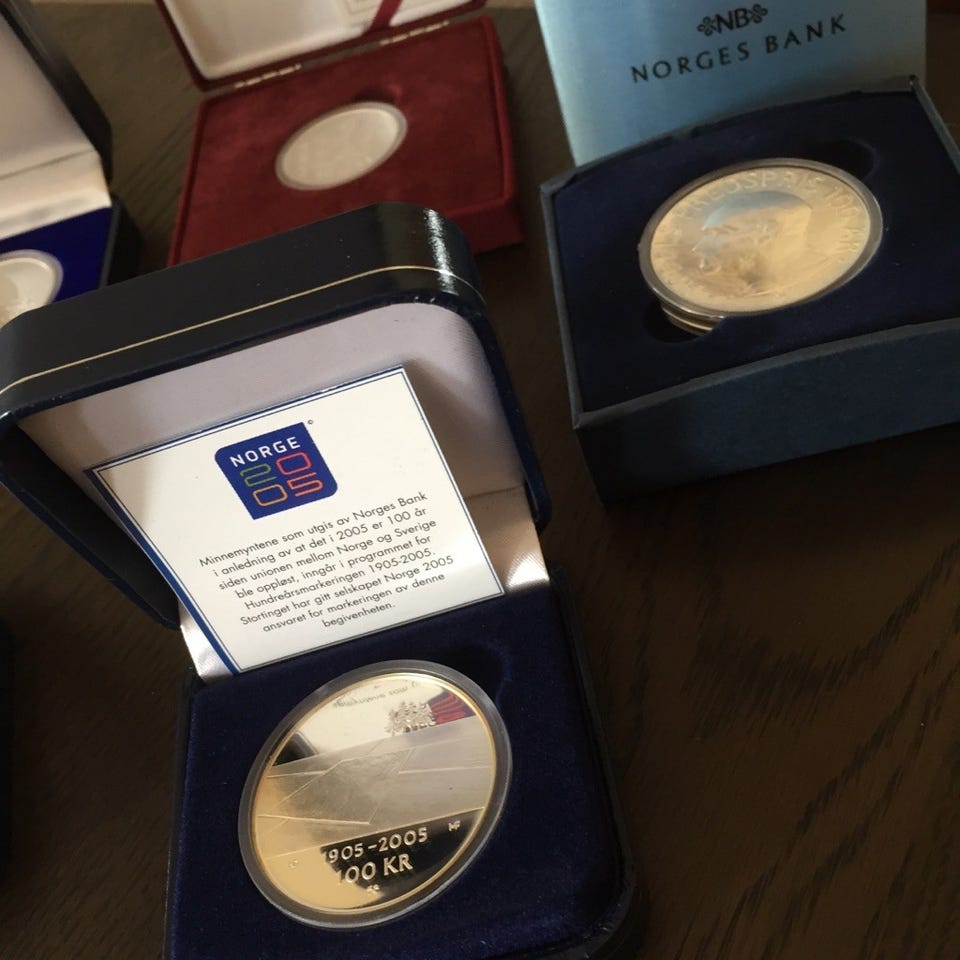 NB
NORGES BANK
NORGE
2005
Minnemyntene som utgis av Norges Bank
i anledning av at det i 2005 er 100 år
siden unionen mellom Norge og Sverige
ble oppløst, inngår i programmet for
Hundreårsmarkeringen 1905-2005.
Stortinget har gitt selskapet Norge 2005
ansvaret for markeringen av denne
begivenheten.
1905-2005
100 KR